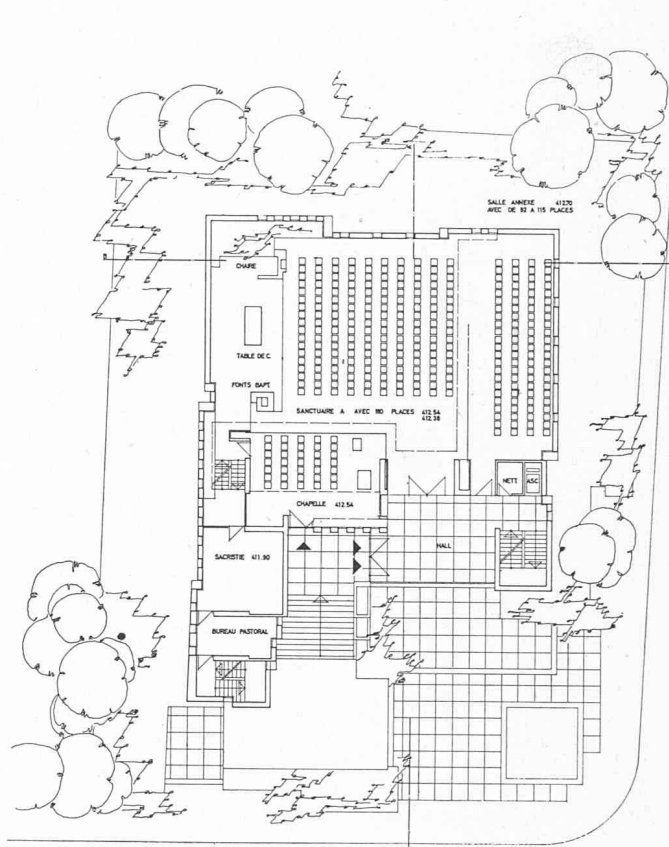 SALLE ANNEXE 412.70
AVEC DE 92 A 115 PLACES
CHAIRE
TABLE DE C.
FONTS BAPT.
SANCTUAIRE A AVEC 110 PLACES 412.54
412.38
NETT. ASC.
CHAPELLE 412.54
HALL
SACRISTIE 411.90
BUREAU PASTORAL